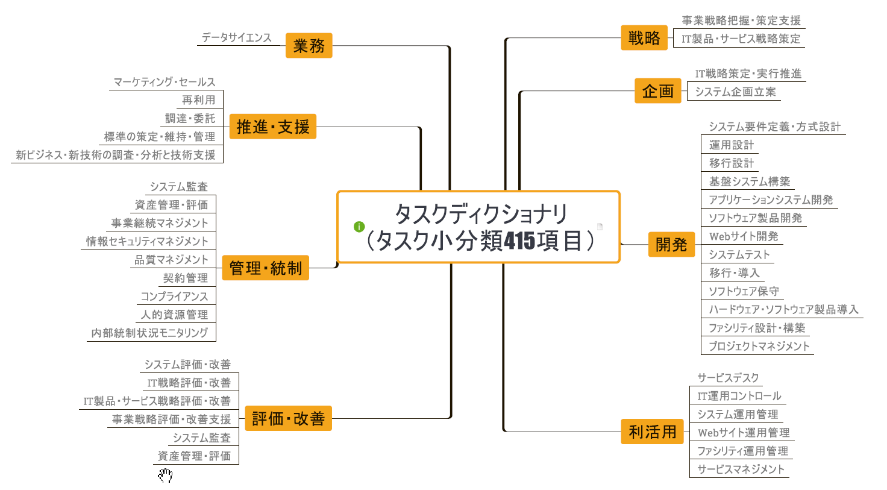 タスクディクショナリ
（タスク小分類415項目）
戦略
事業戦略把握・策定支援
IT製品・サービス戦略策定
企画
IT戦略策定・実行推進
システム企画立案
開発
システム要件定義・方式設計
運用設計
移行設計
基盤システム構築
アプリケーションシステム開発
ソフトウェア製品開発
Webサイト開発
システムテスト
移行・導入
ソフトウェア保守
ハードウェア・ソフトウェア製品導入
ファシリティ設計・構築
プロジェクトマネジメント
利活用
サービスデスク
IT運用コントロール
システム運用管理
Webサイト運用管理
ファシリティ運用管理
サービスマネジメント
業務
データサイエンス
推進・支援
マーケティング・セールス
再利用
調達・委託
標準の策定・維持・管理
新ビジネス・新技術の調査・分析と技術支援
管理・統制
システム監査
資産管理・評価
事業継続マネジメント
情報セキュリティマネジメント
品質マネジメント
契約管理
コンプライアンス
人的資源管理
内部統制状況モニタリング
評価・改善
システム評価・改善
IT戦略評価・改善
IT製品・サービス戦略評価・改善
事業戦略評価・改善支援
システム監査
資産管理・評価